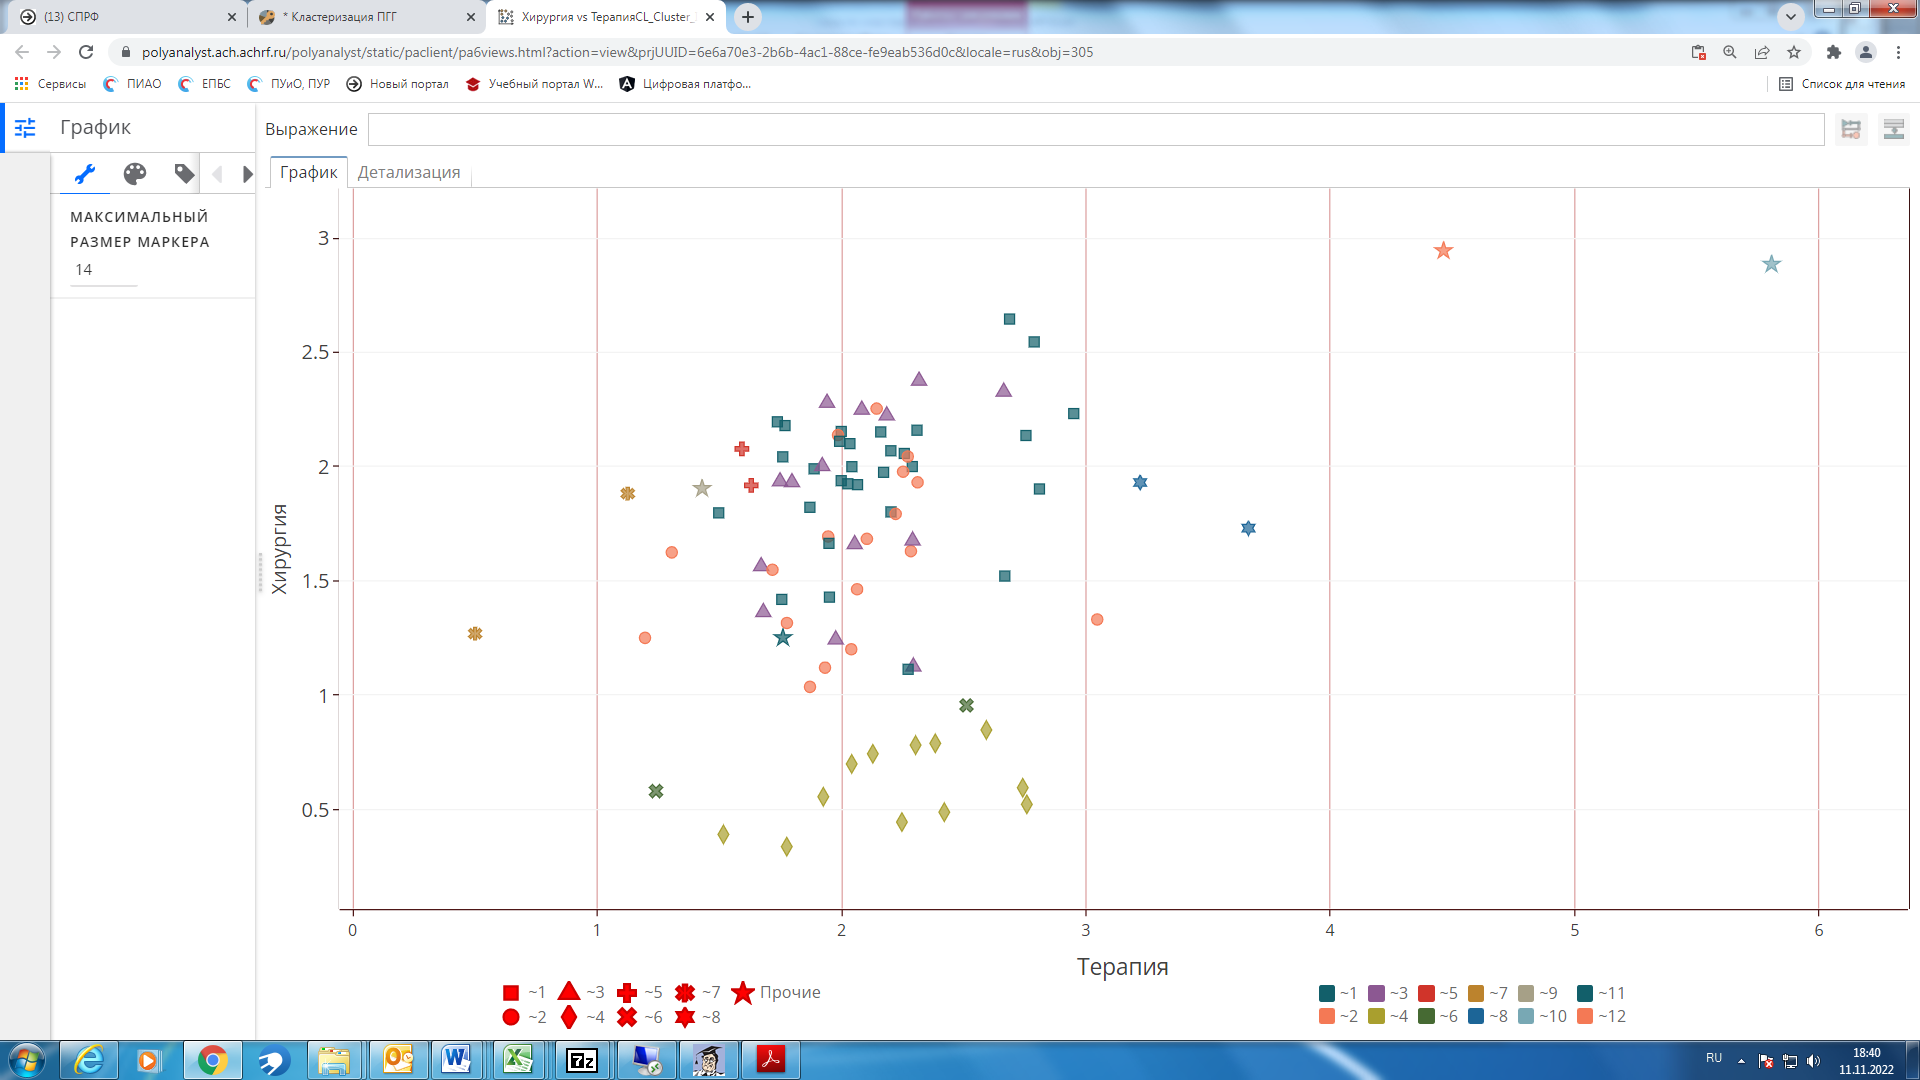 (13) СПРФ
* Кластеризация ПГГ
Хирургия vs ТерапияCL_Cluster_
polyanalyst.ach.achrf.ru/polyanalyst/static/paclient/pa6views.html?action=view&prjUUID=6e6a70e3-2b6b-4ac1-88ce-fe9eab536d0c&locale=rus&obj=305
Сервисы ПИАО ЕПБС ПУиО, ПУР Новый портал Учебный портал W... Цифровая платфо... Список для чтения
График
Выражение
График Детализация
МАКСИМАЛЬНЫЙ
РАЗМЕР МАРКЕРА
14
3
2.5
2
1.5
1
0.5
Хирургия
0 1 2 3 4 5 6
Терапия
~1 ~3 ~5 ~7 Прочие
~2 ~4 ~6 ~8
~1 ~3 ~5 ~7 ~9 ~11
~2 ~4 ~6 ~8 ~10 ~12
7z
RU
18:40
11.11.2022